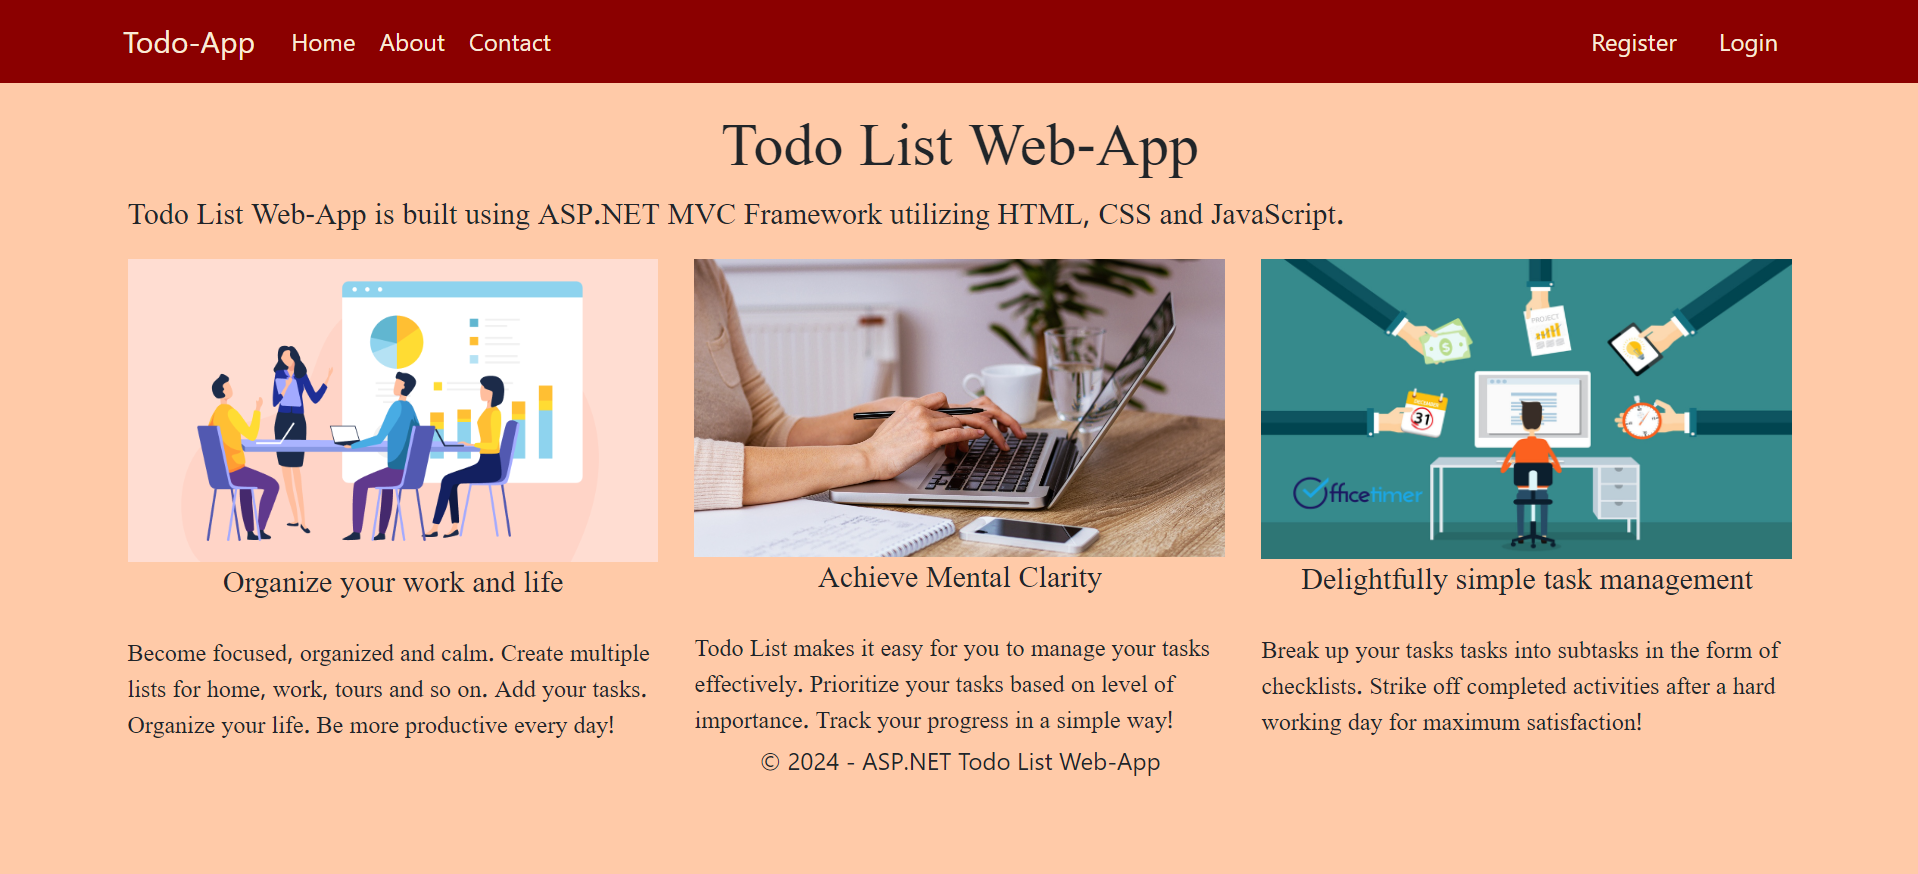 Todo-App Home About Contact Register Login
Todo List Web-App
Todo List Web-App is built using ASP.NET MVC Framework utilizing HTML, CSS and JavaScript.
PROJECT
$
31
Officetimer
Organize your work and life
Become focused, organized and calm. Create multiple
lists for home, work, tours and so on. Add your tasks.
Organize your life. Be more productive every day!
Achieve Mental Clarity
Todo List makes it easy for you to manage your tasks
effectively. Prioritize your tasks based on level of
importance. Track your progress in a simple way!
Delightfully simple task management
Break up your tasks tasks into subtasks in the form of
checklists. Strike off completed activities after a hard
working day for maximum satisfaction!
© 2024 - ASP.NET Todo List Web-App